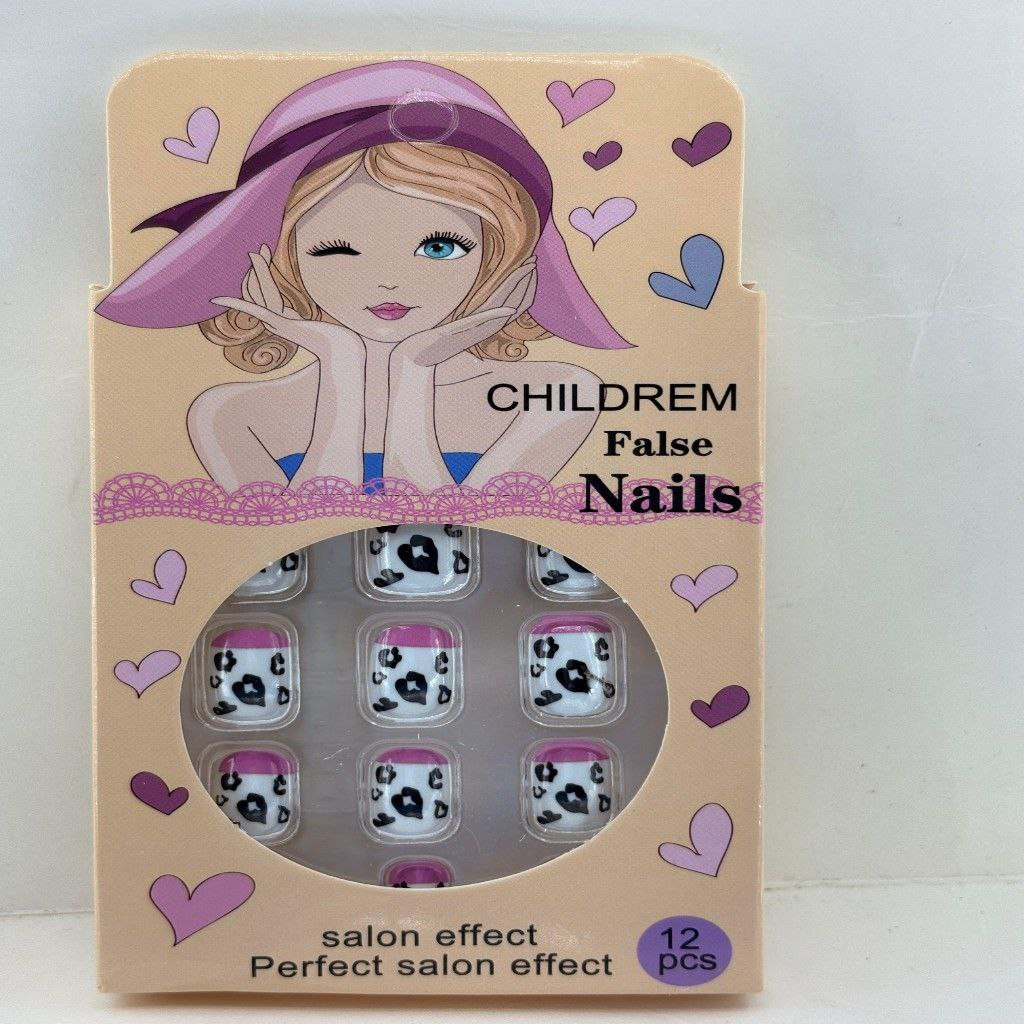 CHILDREM
False
Nails
salon effect
Perfect salon effect
12
pcs